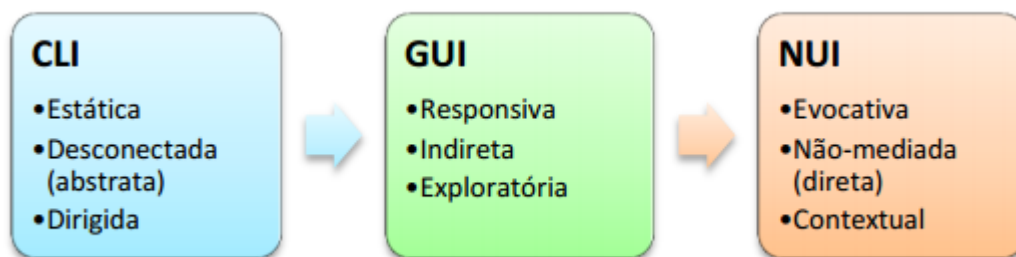 CLI
•Estática
•Desconectada
(abstrata)
•Dirigida
GUI
•Responsiva
•Indireta
•Exploratória
NUI
•Evocativa
•Não-mediada
(direta)
•Contextual